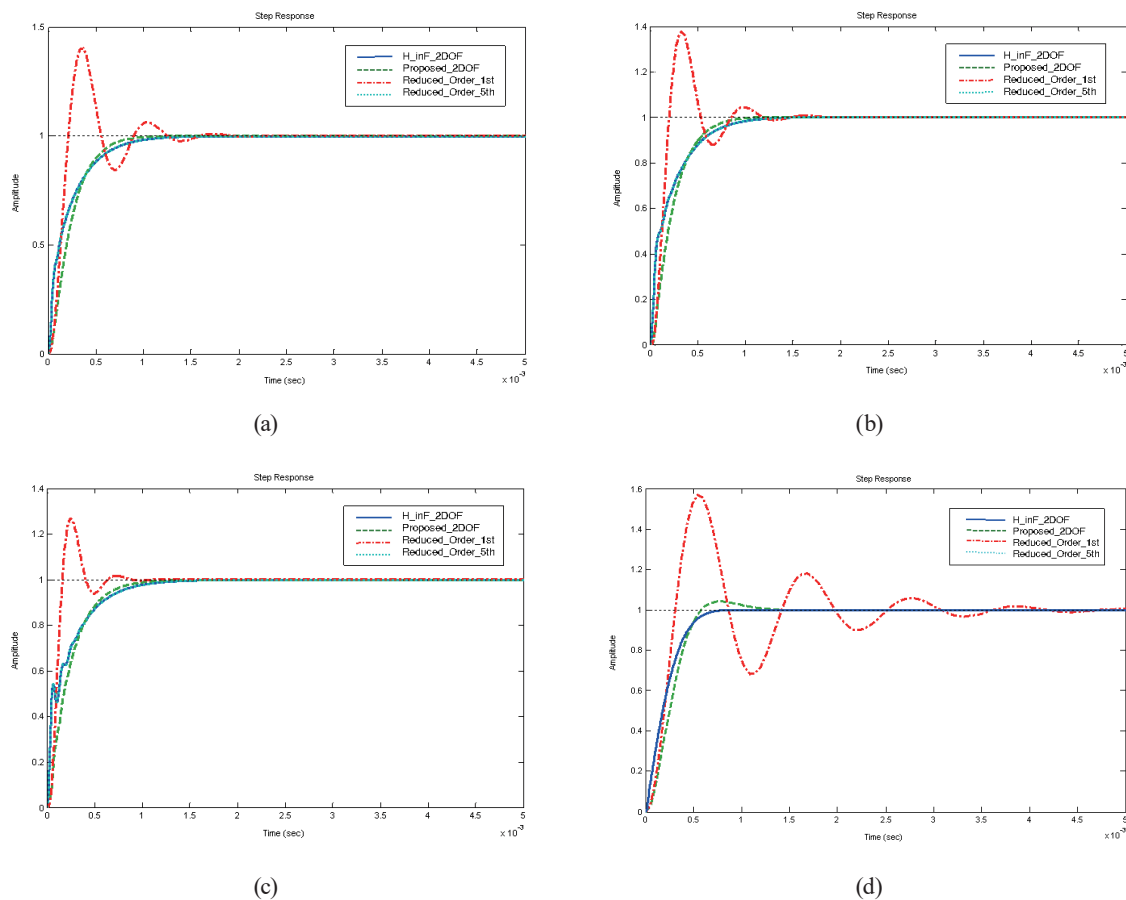 Step Response
1.5
1
0.5
0
Amplitude
H_inF_2DOF
Proposed_2DOF
Reduced_Order_1st
Reduced_Order_5th
0 0.5 1 1.5 2 2.5 3 3.5 4 4.5 5
Time (sec)
x 10⁻³
(a)
Step Response
1.4
1.2
1
0.8
0.6
0.4
0.2
0
Amplitude
H_inF_2DOF
Proposed_2DOF
Reduced_Order_1st
Reduced_Order_5th
0 0.5 1 1.5 2 2.5 3 3.5 4 4.5 5
Time (sec)
x 10⁻³
(b)
Step Response
1.4
1.2
1
0.8
0.6
0.4
0.2
0
Amplitude
H_inF_2DOF
Proposed_2DOF
Reduced_Order_1st
Reduced_Order_5th
0 0.5 1 1.5 2 2.5 3 3.5 4 4.5 5
Time (sec)
x 10⁻³
(c)
Step Response
1.6
1.4
1.2
1
0.8
0.6
0.4
0.2
0
Amplitude
H_inF_2DOF
Proposed_2DOF
Reduced_Order_1st
Reduced_Order_5th
0 0.5 1 1.5 2 2.5 3 3.5 4 4.5 5
Time (sec)
x 10⁻³
(d)